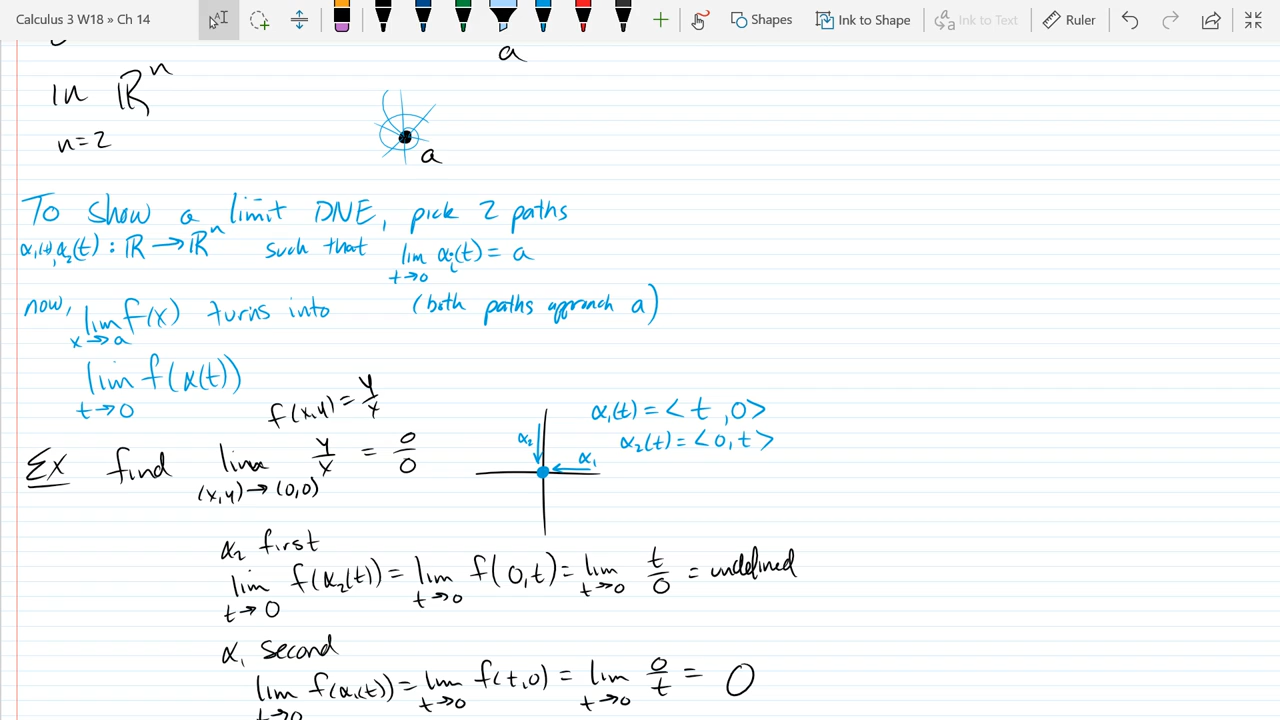 Calculus 3 W18 » Ch 14
Shapes
Ink to Shape
Ink to Text
Ruler
a
in ℝⁿ
n=2
a
To show a limit DNE, pick 2 paths
α₁(t), α₂(t) : ℝ → ℝⁿ such that lim t→0 αᵢ(t) = a
now, lim x→a f(x) turns into (both paths approach a)
lim t→0 f(α(t))
f(x,y) = y/x
α₁(t) = < t , 0 >
α₂(t) = < 0, t >
Ex find lim (x,y)→(0,0) y/x = 0/0
α₂
α₁
α₂ first
lim t→0 f(α₂(t)) = lim t→0 f(0,t) = lim t→0 t/0 = undefined
α₁ second
lim t→0 f(α₁(t)) = lim t→0 f(t,0) = lim t→0 0/t = 0